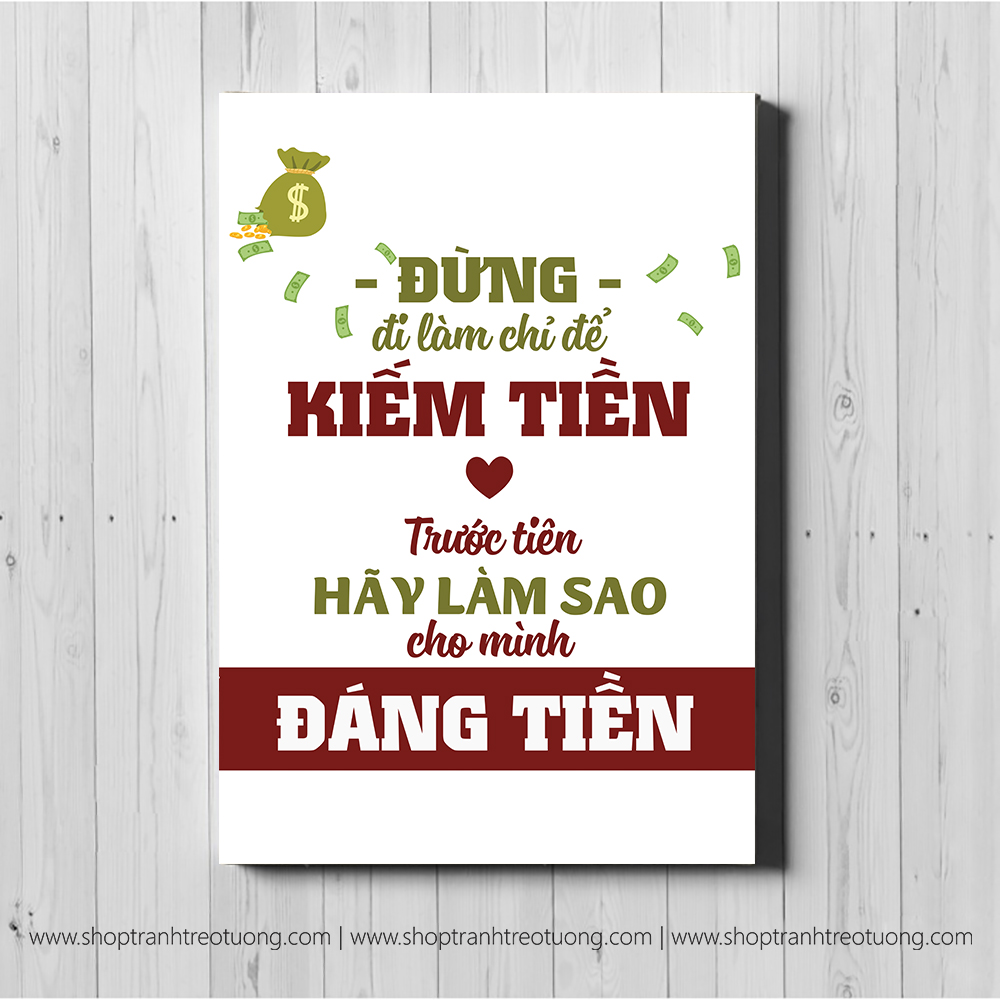 $
- ĐỪNG -
đi làm chỉ để
KIẾM TIỀN
Trước tiên
HÃY LÀM SAO
cho mình
ĐÁNG TIỀN
www.shoptranhtreotuong.com | www.shoptranhtreotuong.com | www.shoptranhtreotuong.com